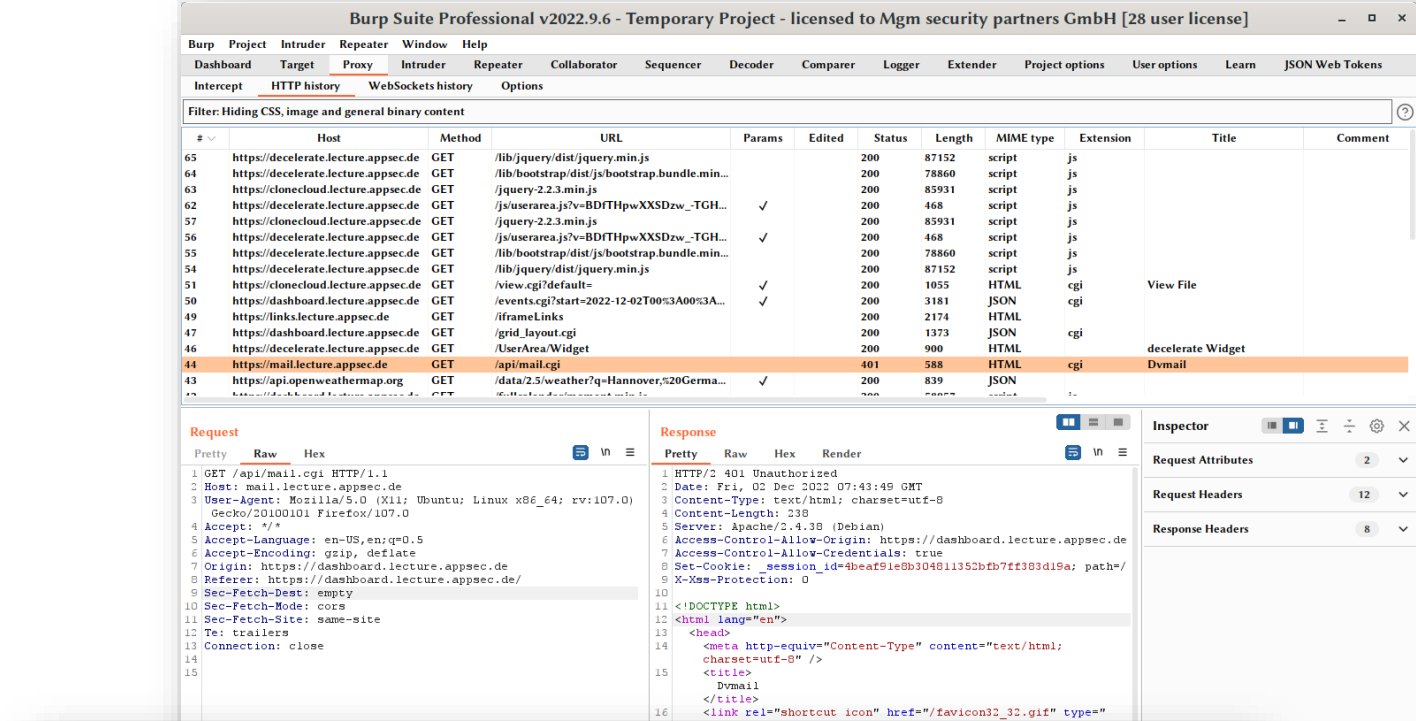 Burp Suite Professional v2022.9.6 - Temporary Project - licensed to Mgm security partners GmbH [28 user license]
Burp Project Intruder Repeater Window Help
Dashboard Target Proxy Intruder Repeater Collaborator Sequencer Decoder Comparer Logger Extender Project options User options Learn JSON Web Tokens
Intercept HTTP history WebSockets history Options
Filter: Hiding CSS, image and general binary content
# Host Method URL Params Edited Status Length MIME type Extension Title Comment
65 https://decelerate.lecture.appsec.de GET /lib/jquery/dist/jquery.min.js 200 87152 script js
64 https://decelerate.lecture.appsec.de GET /lib/bootstrap/dist/js/bootstrap.bundle.min... 200 78860 script js
63 https://clonecloud.lecture.appsec.de GET /jquery-2.2.3.min.js 200 85931 script js
62 https://decelerate.lecture.appsec.de GET /js/userarea.js?v=BDfTHpwXXSDzw_-TGH... ✓ 200 468 script js
57 https://clonecloud.lecture.appsec.de GET /jquery-2.2.3.min.js 200 85931 script js
56 https://decelerate.lecture.appsec.de GET /js/userarea.js?v=BDfTHpwXXSDzw_-TGH... ✓ 200 468 script js
55 https://decelerate.lecture.appsec.de GET /lib/bootstrap/dist/js/bootstrap.bundle.min... 200 78860 script js
54 https://decelerate.lecture.appsec.de GET /lib/jquery/dist/jquery.min.js 200 87152 script js
51 https://clonecloud.lecture.appsec.de GET /view.cgi?default= ✓ 200 1055 HTML cgi View File
50 https://dashboard.lecture.appsec.de GET /events.cgi?start=2022-12-02T00%3A00%3A... ✓ 200 3181 JSON cgi
49 https://links.lecture.appsec.de GET /iframeLinks 200 2174 HTML
47 https://dashboard.lecture.appsec.de GET /grid_layout.cgi 200 1373 JSON cgi
46 https://decelerate.lecture.appsec.de GET /UserArea/Widget 200 900 HTML decelerate Widget
44 https://mail.lecture.appsec.de GET /api/mail.cgi 401 588 HTML cgi Dvmail
43 https://api.openweathermap.org GET /data/2.5/weather?q=Hannover,%20Germa... ✓ 200 839 JSON
Request
Pretty Raw Hex
\n
1 GET /api/mail.cgi HTTP/1.1
2 Host: mail.lecture.appsec.de
3 User-Agent: Mozilla/5.0 (X11; Ubuntu; Linux x86_64; rv:107.0)
Gecko/20100101 Firefox/107.0
4 Accept: */*
5 Accept-Language: en-US,en;q=0.5
6 Accept-Encoding: gzip, deflate
7 Origin: https://dashboard.lecture.appsec.de
8 Referer: https://dashboard.lecture.appsec.de/
9 Sec-Fetch-Dest: empty
10 Sec-Fetch-Mode: cors
11 Sec-Fetch-Site: same-site
12 Te: trailers
13 Connection: close
14
15
Response
Pretty Raw Hex Render
\n
1 HTTP/2 401 Unauthorized
2 Date: Fri, 02 Dec 2022 07:43:49 GMT
3 Content-Type: text/html; charset=utf-8
4 Content-Length: 238
5 Server: Apache/2.4.38 (Debian)
6 Access-Control-Allow-Origin: https://dashboard.lecture.appsec.de
7 Access-Control-Allow-Credentials: true
8 Set-Cookie: _session_id=4beaf91e8b304811352bfb7ff383d19a; path=/
9 X-Xss-Protection: 0
10
11 <!DOCTYPE html>
12 <html lang="en">
13 <head>
14 <meta http-equiv="Content-Type" content="text/html;
charset=utf-8" />
15 <title>
Dvmail
</title>
16 <link rel="shortcut icon" href="/favicon32_32.gif" type="
Inspector
Request Attributes 2
Request Headers 12
Response Headers 8